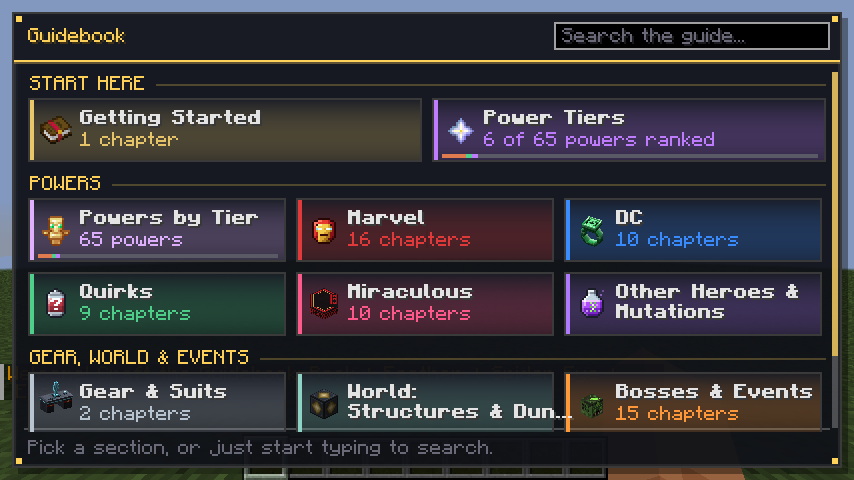 Guidebook
Search the guide...
START HERE
Getting Started
1 chapter
Power Tiers
6 of 65 powers ranked
POWERS
Powers by Tier
65 powers
Marvel
16 chapters
DC
10 chapters
Quirks
9 chapters
Miraculous
10 chapters
Other Heroes &
Mutations
GEAR, WORLD & EVENTS
Gear & Suits
2 chapters
World:
Structures & Dun...
Bosses & Events
15 chapters
Pick a section, or just start typing to search.